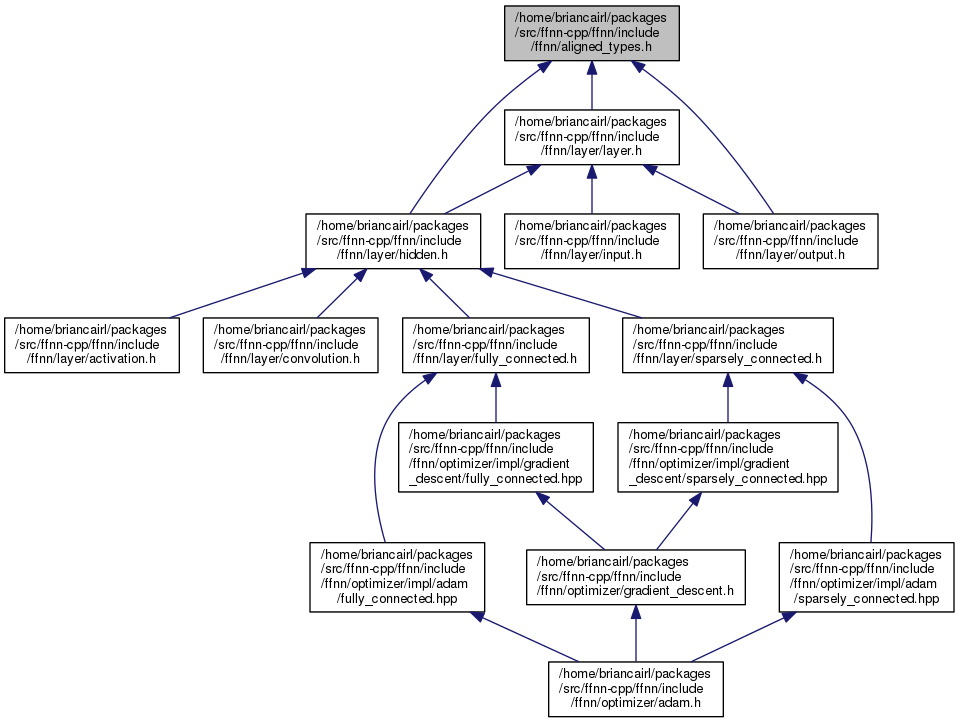 /home/briancairl/packages
/src/ffnn-cpp/ffnn/include
/ffnn/aligned_types.h
/home/briancairl/packages
/src/ffnn-cpp/ffnn/include
/ffnn/layer/layer.h
/home/briancairl/packages
/src/ffnn-cpp/ffnn/include
/ffnn/layer/hidden.h
/home/briancairl/packages
/src/ffnn-cpp/ffnn/include
/ffnn/layer/input.h
/home/briancairl/packages
/src/ffnn-cpp/ffnn/include
/ffnn/layer/output.h
/home/briancairl/packages
/src/ffnn-cpp/ffnn/include
/ffnn/layer/activation.h
/home/briancairl/packages
/src/ffnn-cpp/ffnn/include
/ffnn/layer/convolution.h
/home/briancairl/packages
/src/ffnn-cpp/ffnn/include
/ffnn/layer/fully_connected.h
/home/briancairl/packages
/src/ffnn-cpp/ffnn/include
/ffnn/layer/sparsely_connected.h
/home/briancairl/packages
/src/ffnn-cpp/ffnn/include
/ffnn/optimizer/impl/gradient
_descent/fully_connected.hpp
/home/briancairl/packages
/src/ffnn-cpp/ffnn/include
/ffnn/optimizer/impl/gradient
_descent/sparsely_connected.hpp
/home/briancairl/packages
/src/ffnn-cpp/ffnn/include
/ffnn/optimizer/impl/adam
/fully_connected.hpp
/home/briancairl/packages
/src/ffnn-cpp/ffnn/include
/ffnn/optimizer/gradient_descent.h
/home/briancairl/packages
/src/ffnn-cpp/ffnn/include
/ffnn/optimizer/impl/adam
/sparsely_connected.hpp
/home/briancairl/packages
/src/ffnn-cpp/ffnn/include
/ffnn/optimizer/adam.h